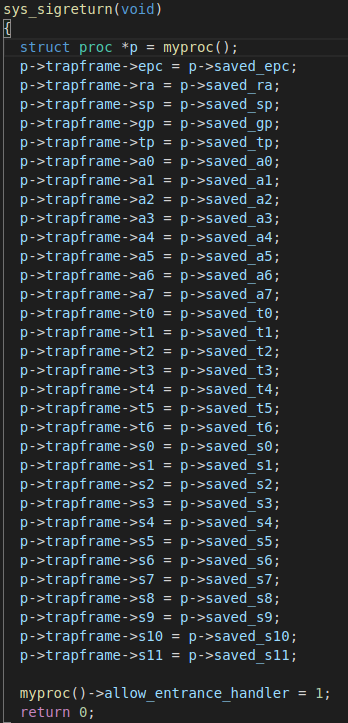 sys_sigreturn(void)
{
struct proc *p = myproc();
p->trapframe->epc = p->saved_epc;
p->trapframe->ra = p->saved_ra;
p->trapframe->sp = p->saved_sp;
p->trapframe->gp = p->saved_gp;
p->trapframe->tp = p->saved_tp;
p->trapframe->a0 = p->saved_a0;
p->trapframe->a1 = p->saved_a1;
p->trapframe->a2 = p->saved_a2;
p->trapframe->a3 = p->saved_a3;
p->trapframe->a4 = p->saved_a4;
p->trapframe->a5 = p->saved_a5;
p->trapframe->a6 = p->saved_a6;
p->trapframe->a7 = p->saved_a7;
p->trapframe->t0 = p->saved_t0;
p->trapframe->t1 = p->saved_t1;
p->trapframe->t2 = p->saved_t2;
p->trapframe->t3 = p->saved_t3;
p->trapframe->t4 = p->saved_t4;
p->trapframe->t5 = p->saved_t5;
p->trapframe->t6 = p->saved_t6;
p->trapframe->s0 = p->saved_s0;
p->trapframe->s1 = p->saved_s1;
p->trapframe->s2 = p->saved_s2;
p->trapframe->s3 = p->saved_s3;
p->trapframe->s4 = p->saved_s4;
p->trapframe->s5 = p->saved_s5;
p->trapframe->s6 = p->saved_s6;
p->trapframe->s7 = p->saved_s7;
p->trapframe->s8 = p->saved_s8;
p->trapframe->s9 = p->saved_s9;
p->trapframe->s10 = p->saved_s10;
p->trapframe->s11 = p->saved_s11;
myproc()->allow_entrance_handler = 1;
return 0;